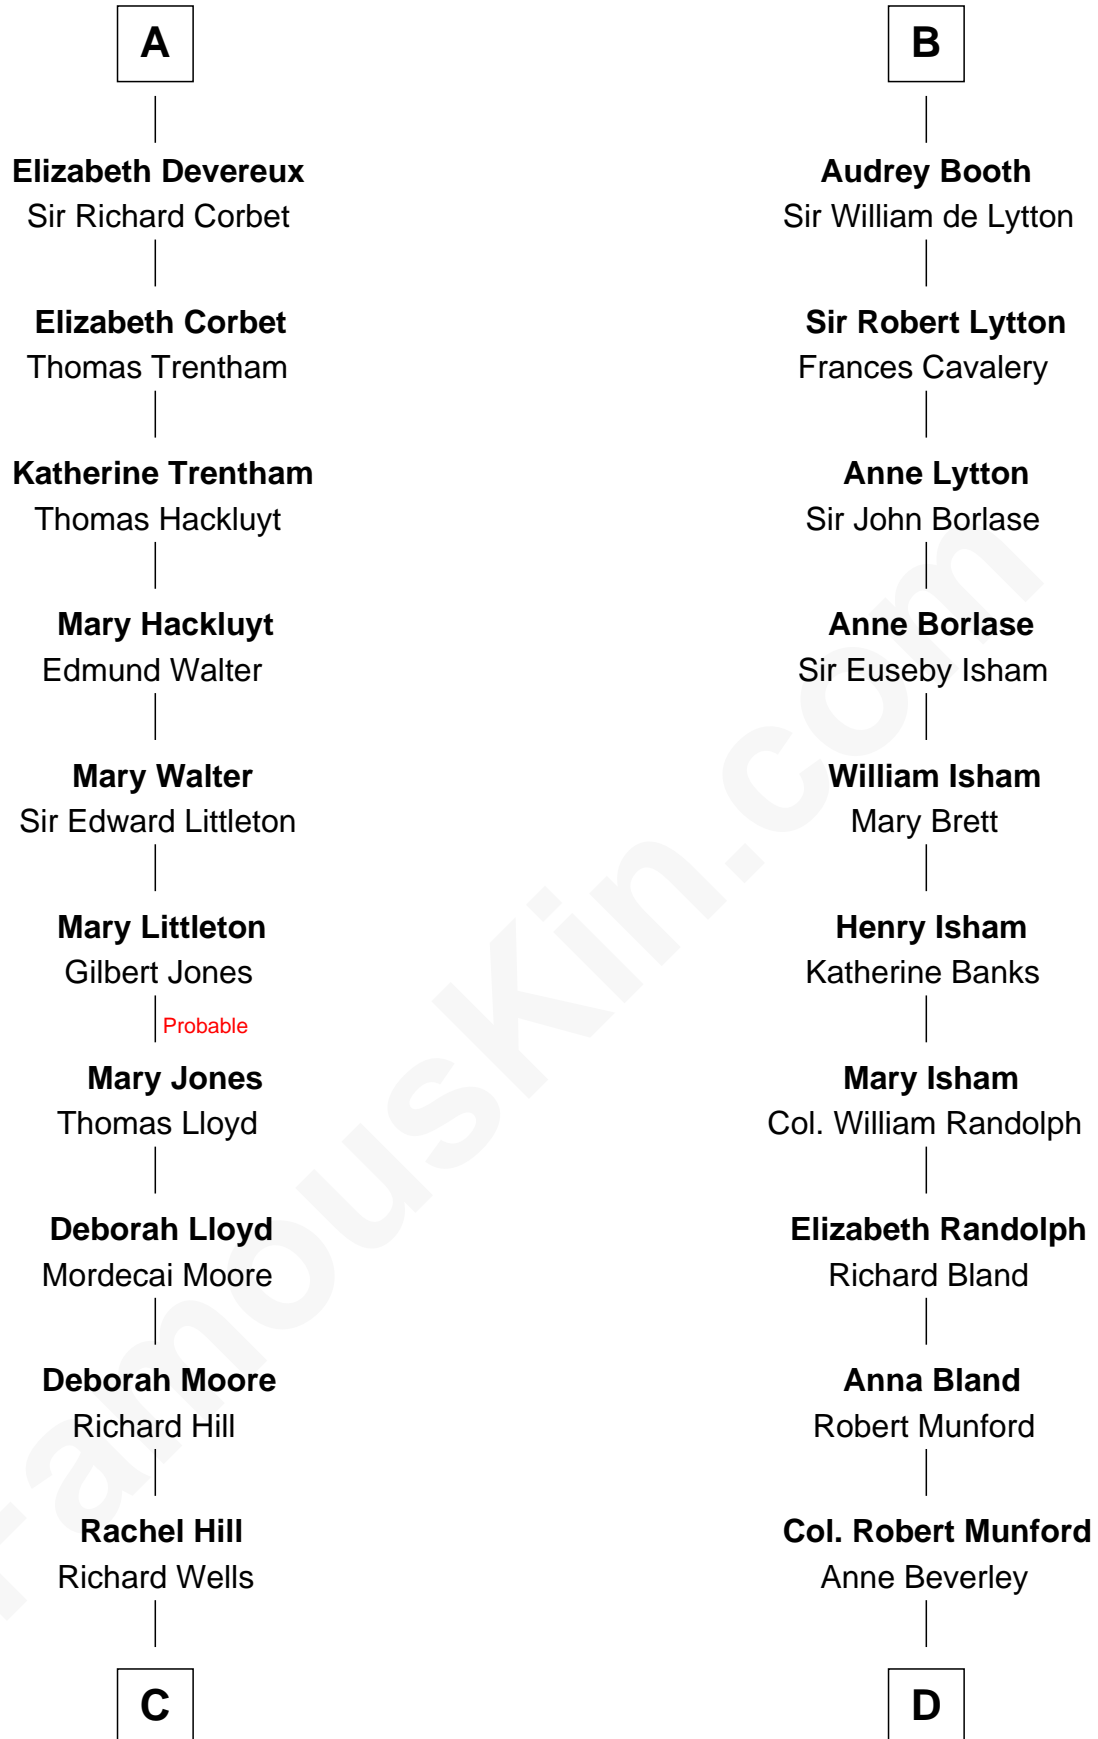 A
Elizabeth Devereux
Sir Richard Corbet
Elizabeth Corbet
Thomas Trentham
Katherine Trentham
Thomas Hackluyt
Mary Hackluyt
Edmund Walter
Mary Walter
Sir Edward Littleton
Mary Littleton
Gilbert Jones
Probable
Mary Jones
Thomas Lloyd
Deborah Lloyd
Mordecai Moore
Deborah Moore
Richard Hill
Rachel Hill
Richard Wells
C
B
Audrey Booth
Sir William de Lytton
Sir Robert Lytton
Frances Cavalery
Anne Lytton
Sir John Borlase
Anne Borlase
Sir Euseby Isham
William Isham
Mary Brett
Henry Isham
Katherine Banks
Mary Isham
Col. William Randolph
Elizabeth Randolph
Richard Bland
Anna Bland
Robert Munford
Col. Robert Munford
Anne Beverley
D
FamousKin.com